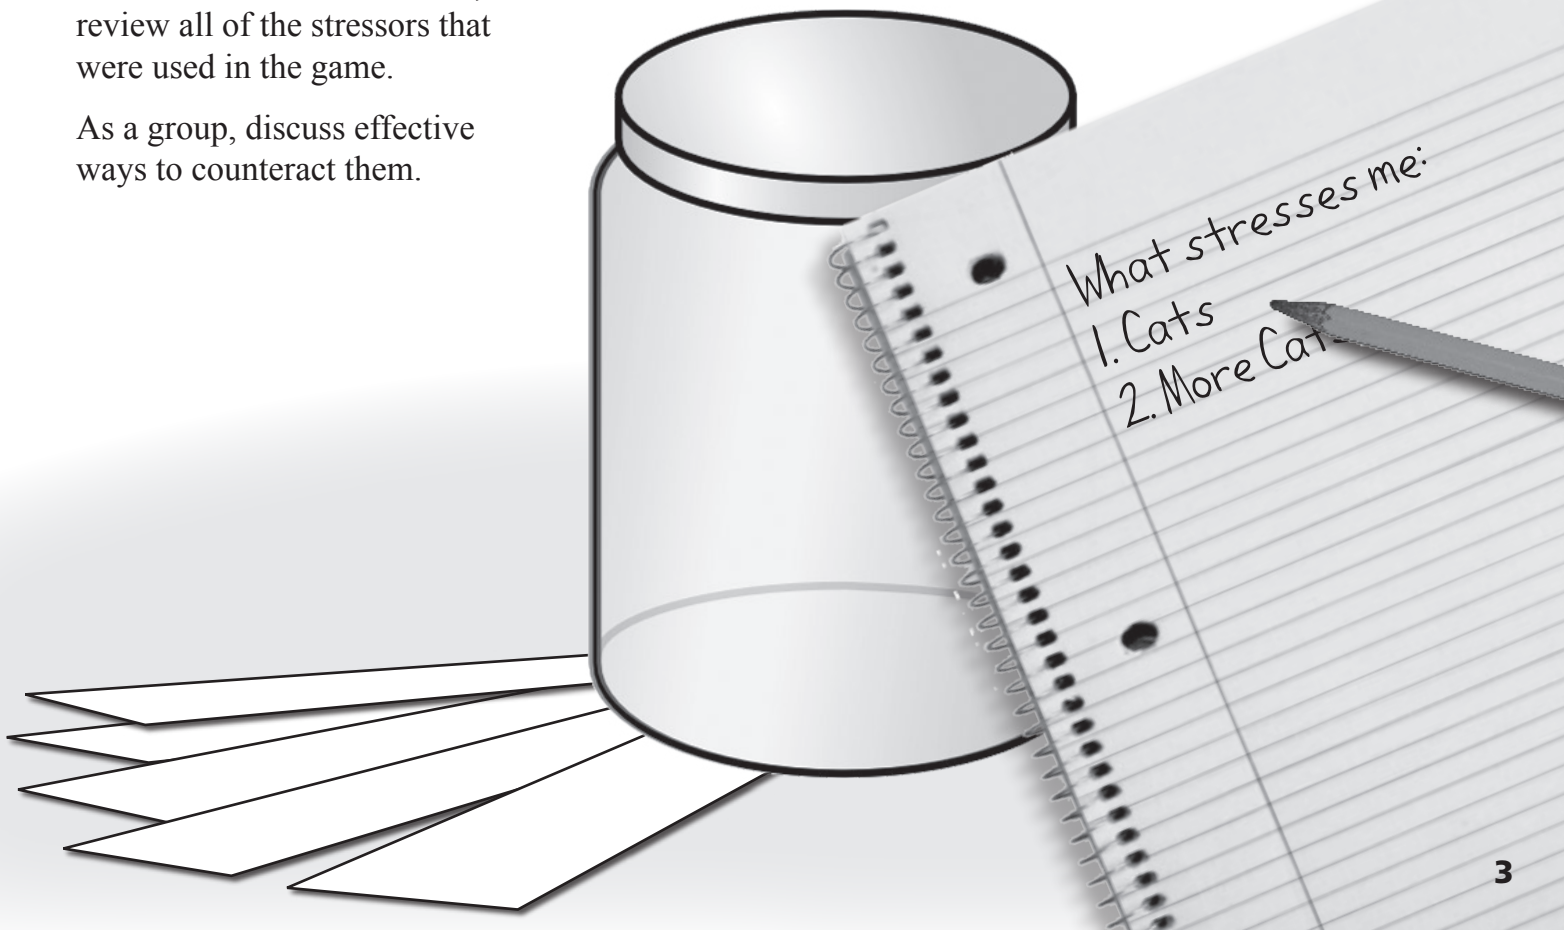 review all of the stressors that
were used in the game.
As a group, discuss effective
ways to counteract them.
What stresses me:
1. Cats
2. More
3